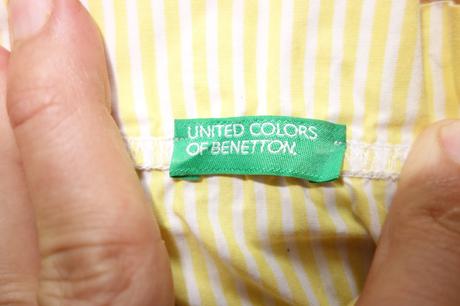 UNITED COLORS
OF BENETTON.